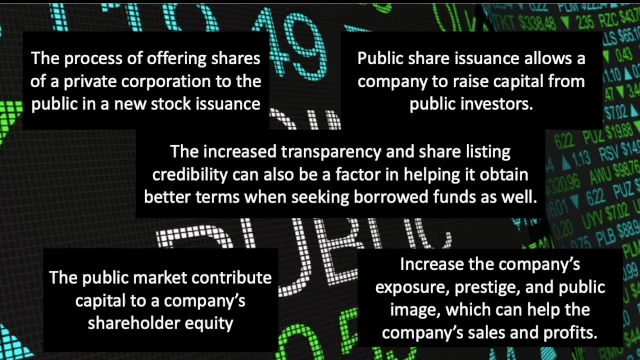 The process of offering shares
of a private corporation to the
public in a new stock issuance
Public share issuance allows a
company to raise capital from
public investors.
The increased transparency and share listing
credibility can also be a factor in helping it obtain
better terms when seeking borrowed funds as well.
The public market contribute
capital to a company's
shareholder equity
Increase the company's
exposure, prestige, and public
image, which can help the
company's sales and profits.
PUBLIC